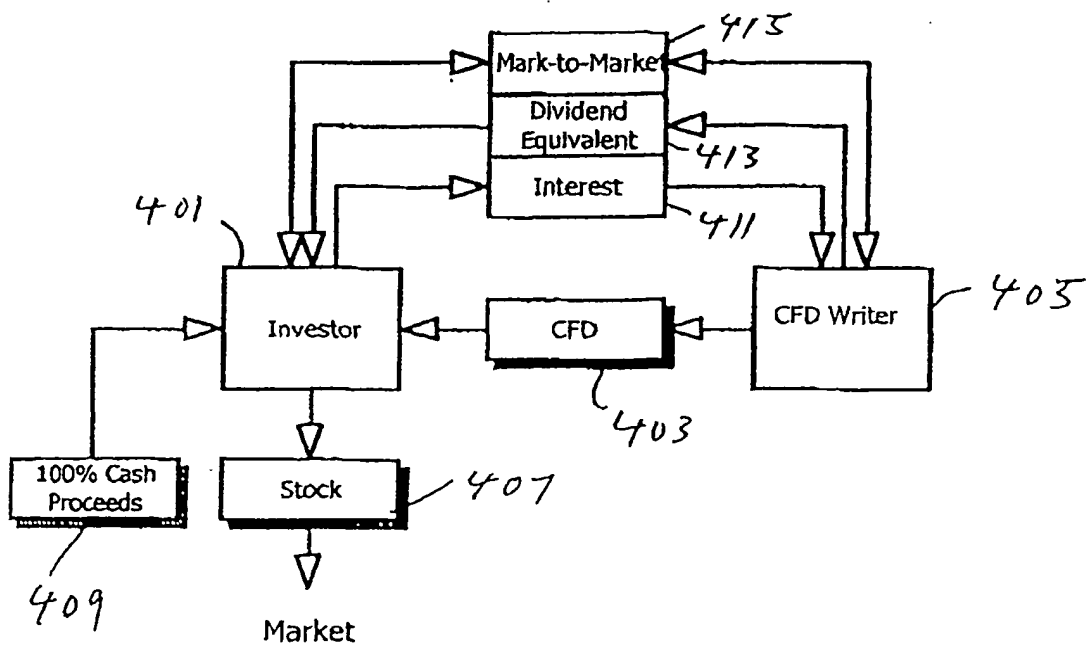 415
Mark-to-Market
Dividend
Equivalent
413
Interest
411
401
405
Investor
CFD
CFD Writer
403
100% Cash
Proceeds
Stock
407
409
Market